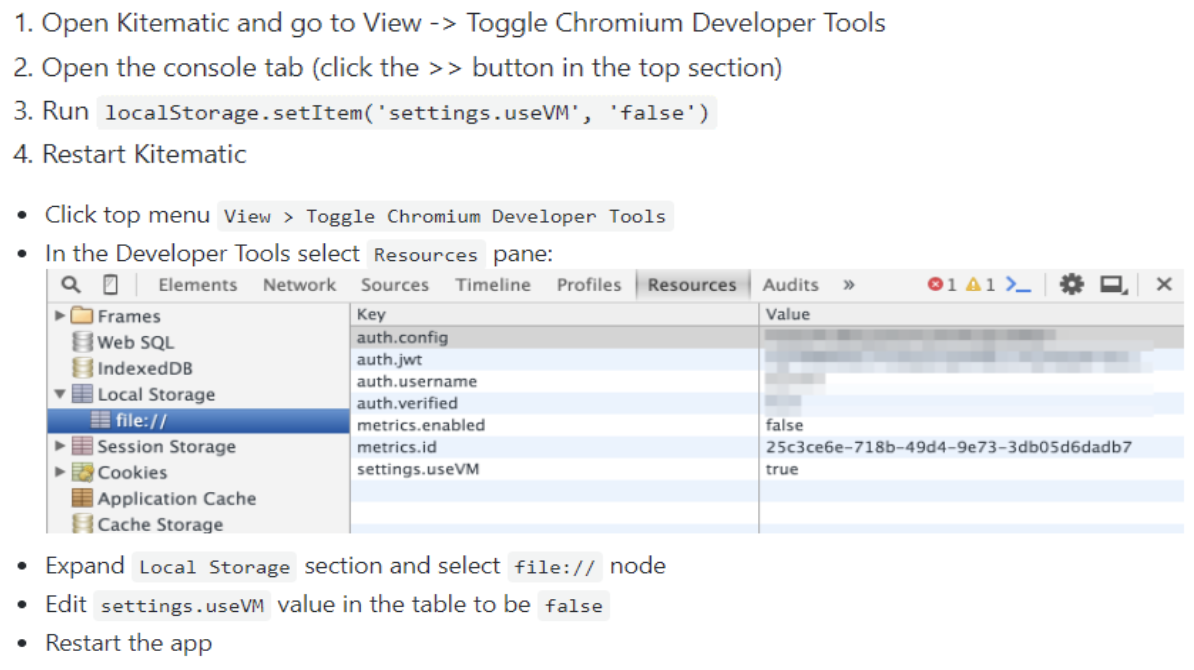 1. Open Kitematic and go to View -> Toggle Chromium Developer Tools
2. Open the console tab (click the >> button in the top section)
3. Run localStorage.setItem('settings.useVM', 'false')
4. Restart Kitematic
• Click top menu View > Toggle Chromium Developer Tools
• In the Developer Tools select Resources pane:
Elements Network Sources Timeline Profiles Resources Audits » 1 1
Frames
Web SQL
IndexedDB
Local Storage
file://
Session Storage
Cookies
Application Cache
Cache Storage
Key Value
auth.config
auth.jwt
auth.username
auth.verified
metrics.enabled false
metrics.id 25c3ce6e-718b-49d4-9e73-3db05d6dadb7
settings.useVM true
• Expand Local Storage section and select file:// node
• Edit settings.useVM value in the table to be false
• Restart the app